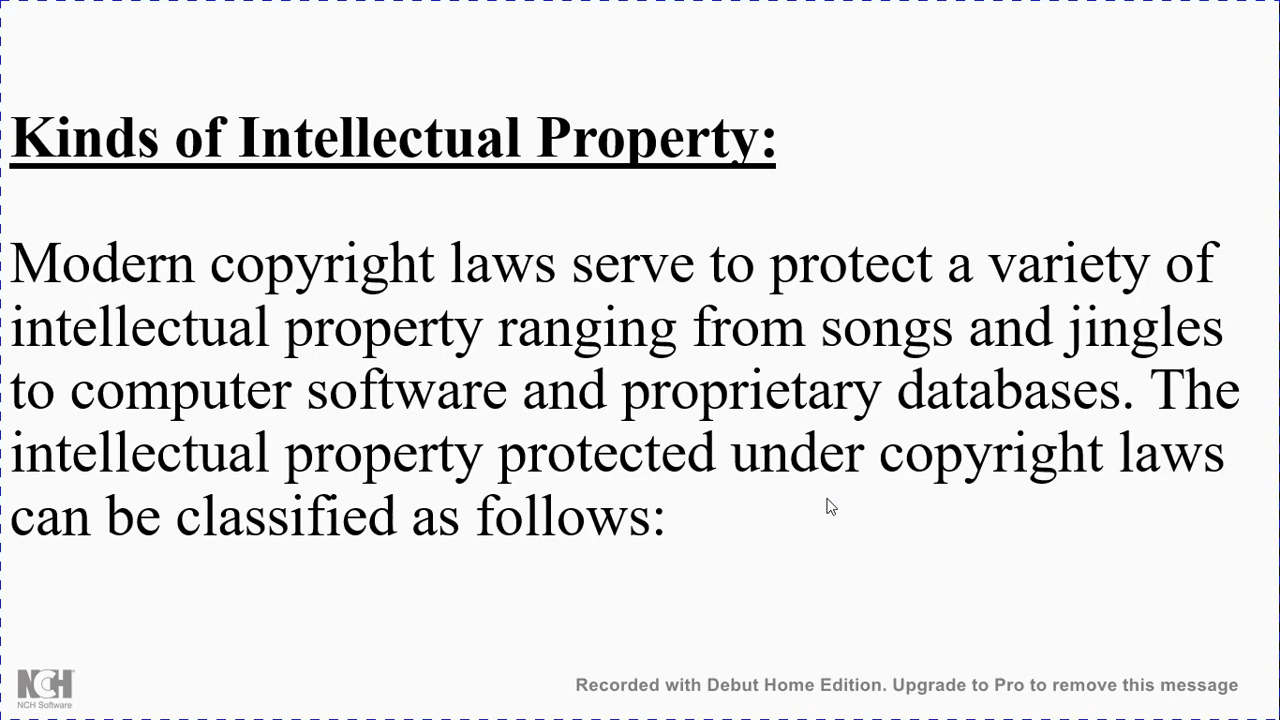 Kinds of Intellectual Property:
Modern copyright laws serve to protect a variety of
intellectual property ranging from songs and jingles
to computer software and proprietary databases. The
intellectual property protected under copyright laws
can be classified as follows:
NCH
NCH Software
Recorded with Debut Home Edition. Upgrade to Pro to remove this message